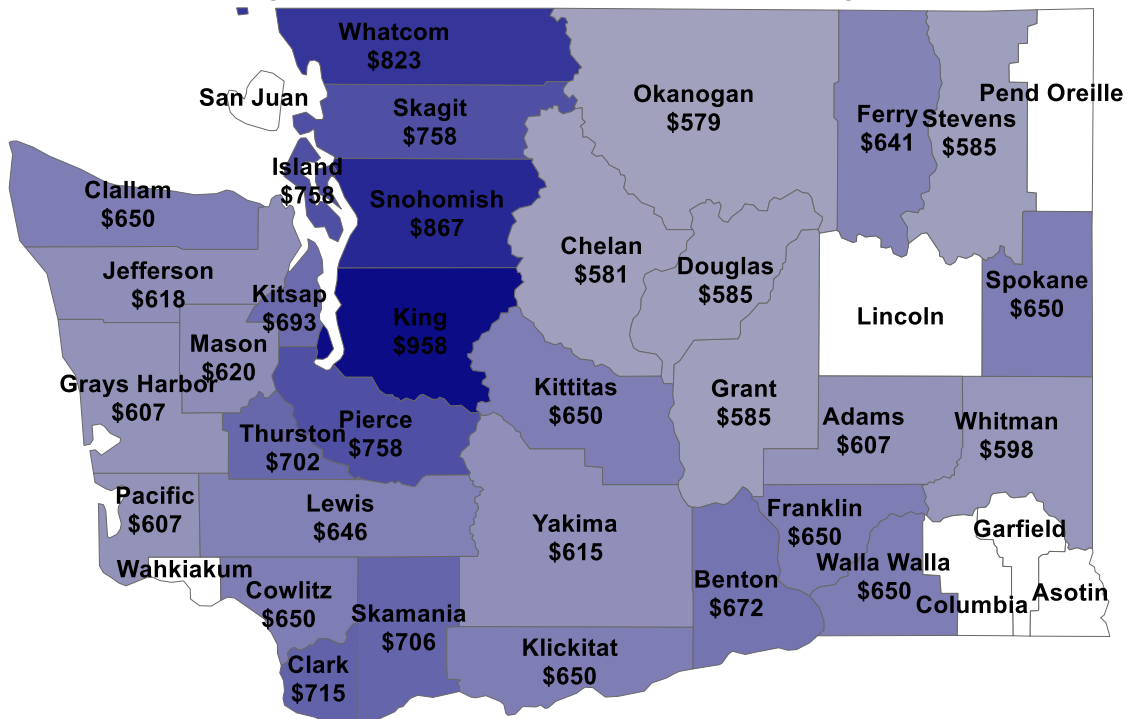 Whatcom
$823
San Juan
Skagit
$758
Okanogan
$579
Ferry
$641
Stevens
$585
Pend Oreille
Island
$758
Clallam
$650
Snohomish
$867
Chelan
$581
Douglas
$585
Jefferson
$618
Kitsap
$693
King
$958
Lincoln
Spokane
$650
Mason
$620
Grays Harbor
$607
Kittitas
$650
Grant
$585
Adams
$607
Whitman
$598
Thurston
$702
Pierce
$758
Pacific
$607
Lewis
$646
Yakima
$615
Franklin
$650
Garfield
Wahkiakum
Cowlitz
$650
Skamania
$706
Benton
$672
Walla Walla
$650
Columbia
Asotin
Clark
$715
Klickitat
$650